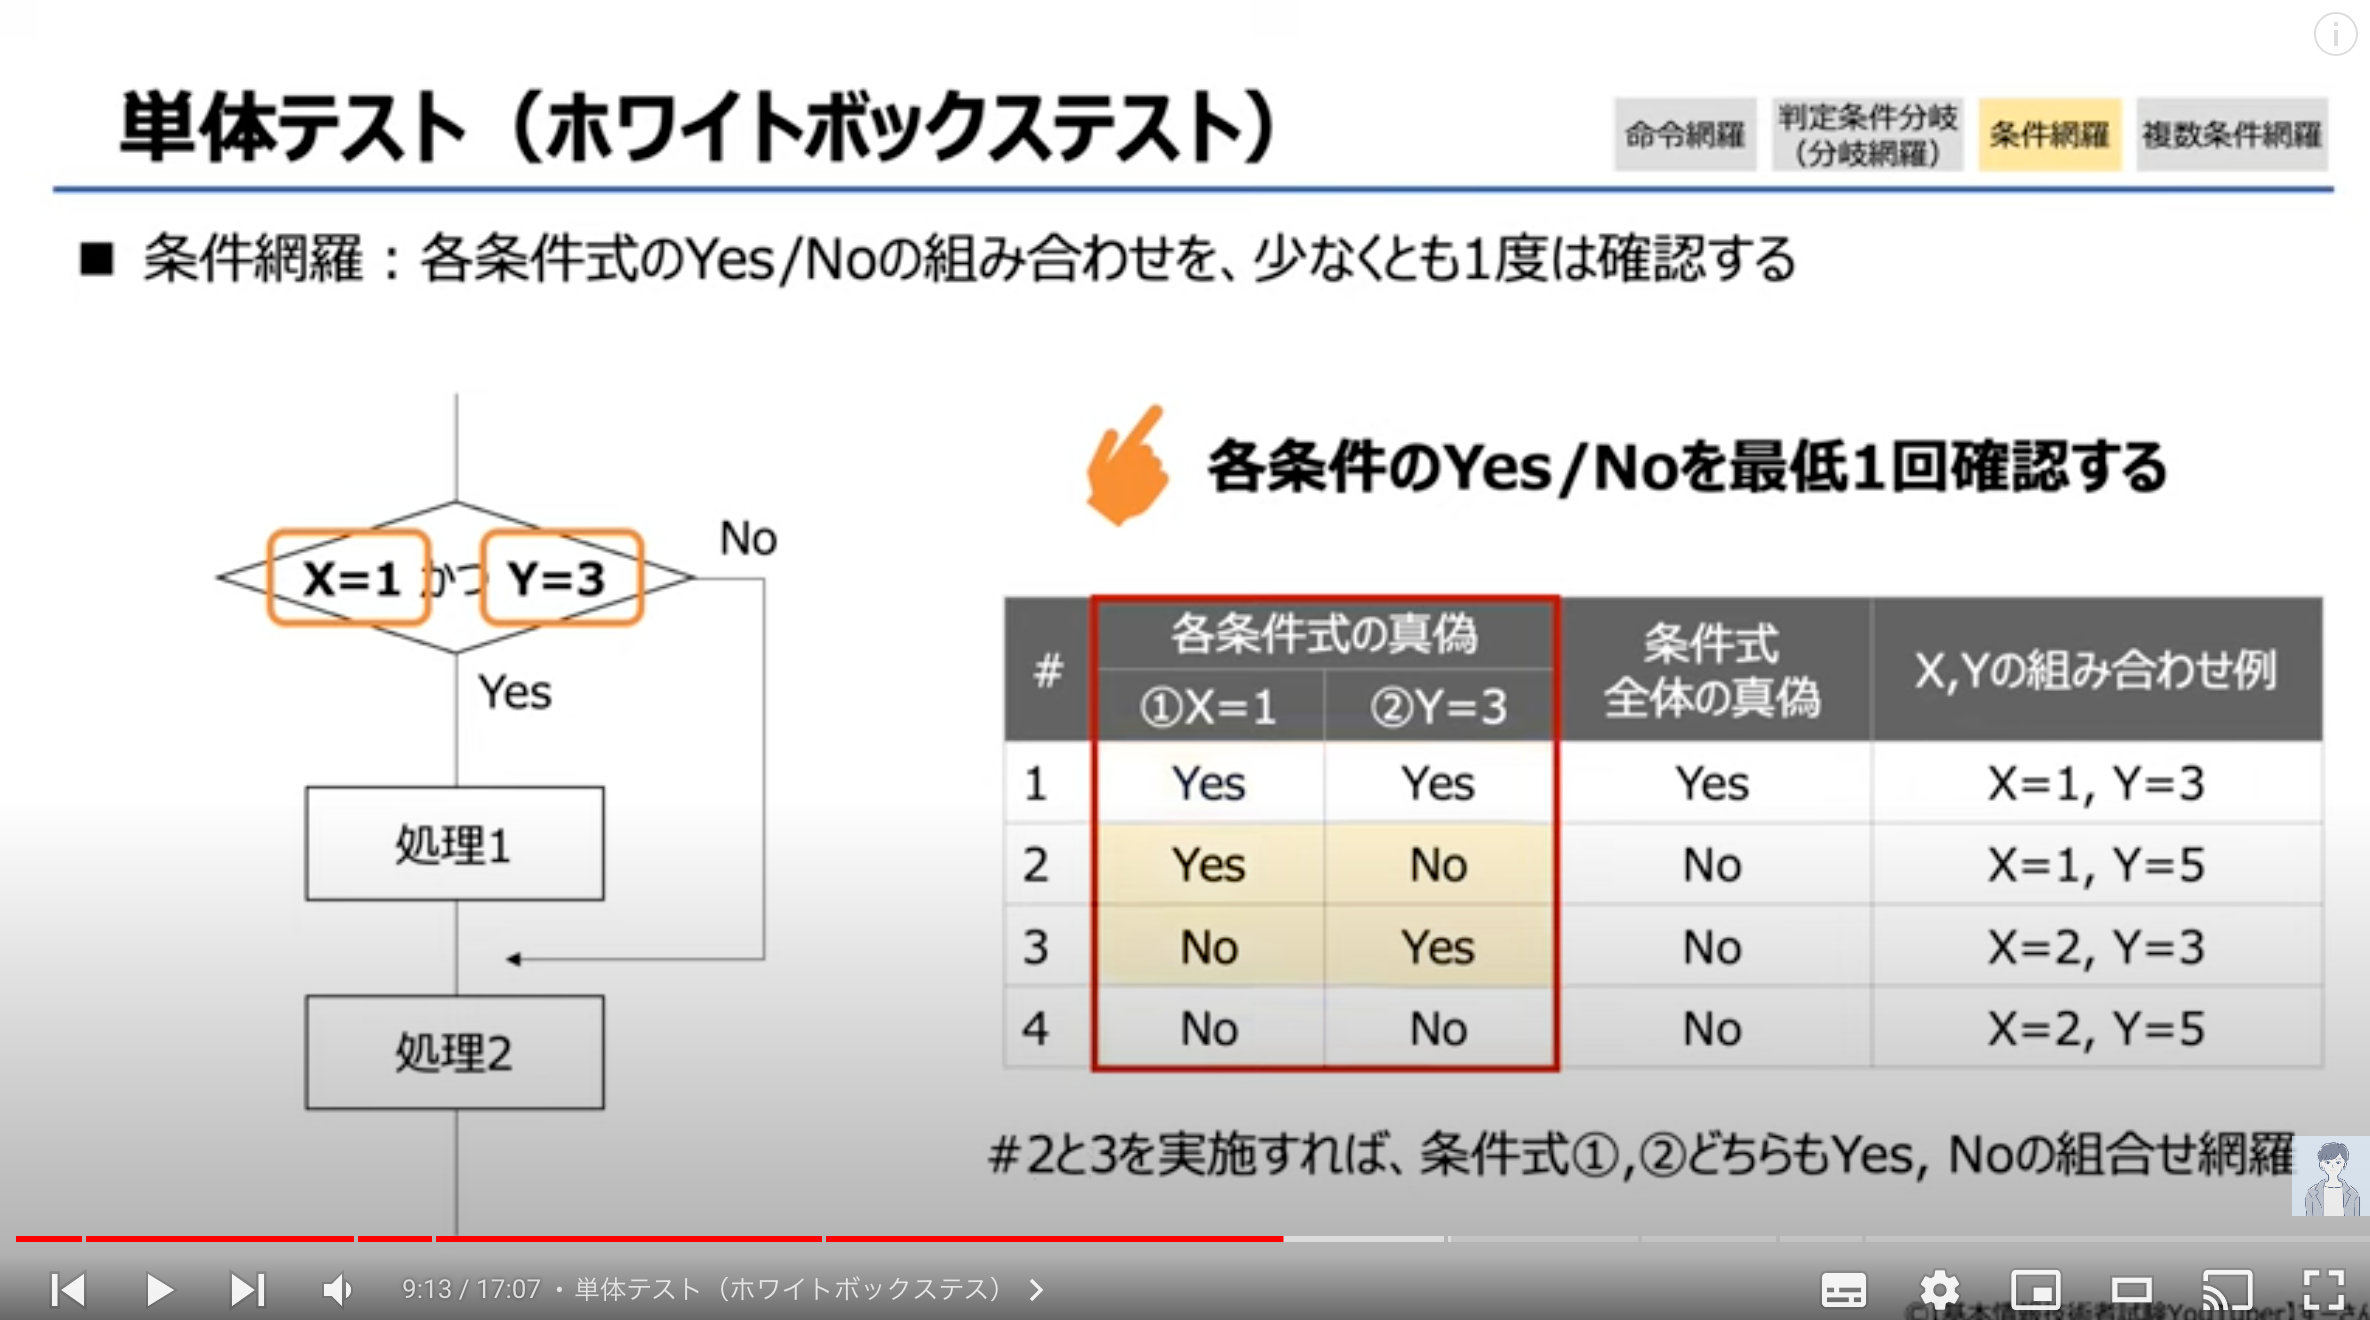 単体テスト（ホワイトボックステスト）
命令網羅
判定条件分岐
（分岐網羅）
条件網羅
複数条件網羅
■ 条件網羅：各条件式のYes/Noの組み合わせを、少なくとも1度は確認する
各条件のYes/Noを最低1回確認する
X=1 かつ Y=3
No
Yes
処理1
処理2
# 各条件式の真偽 条件式 全体の真偽 X,Yの組み合わせ例
①X=1 ②Y=3
1 Yes Yes Yes X=1, Y=3
2 Yes No No X=1, Y=5
3 No Yes No X=2, Y=3
4 No No No X=2, Y=5
#2と3を実施すれば、条件式①,②どちらもYes, Noの組合せ網羅
9:13 / 17:07 • 単体テスト（ホワイトボックステス）